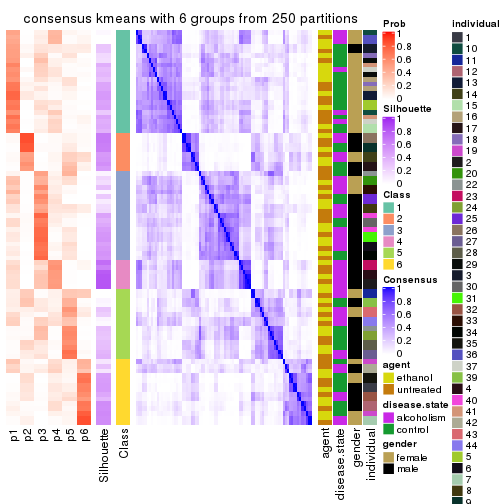 consensus kmeans with 6 groups from 250 partitions
p1
p2
p3
p4
p5
p6
Silhouette
Class
agent
disease.state
gender
individual
Prob
1
0.8
0.6
0.4
0.2
0
Silhouette
1
0.8
0.6
0.4
0.2
0
Class
1
2
3
4
5
6
Consensus
1
0.8
0.6
0.4
0.2
0
agent
ethanol
untreated
disease.state
alcoholism
control
gender
female
male
individual
1
10
11
12
13
14
15
16
17
18
19
2
20
22
23
24
25
26
27
28
29
3
30
31
32
33
34
35
36
37
39
4
40
41
42
43
44
5
6
7
8
9